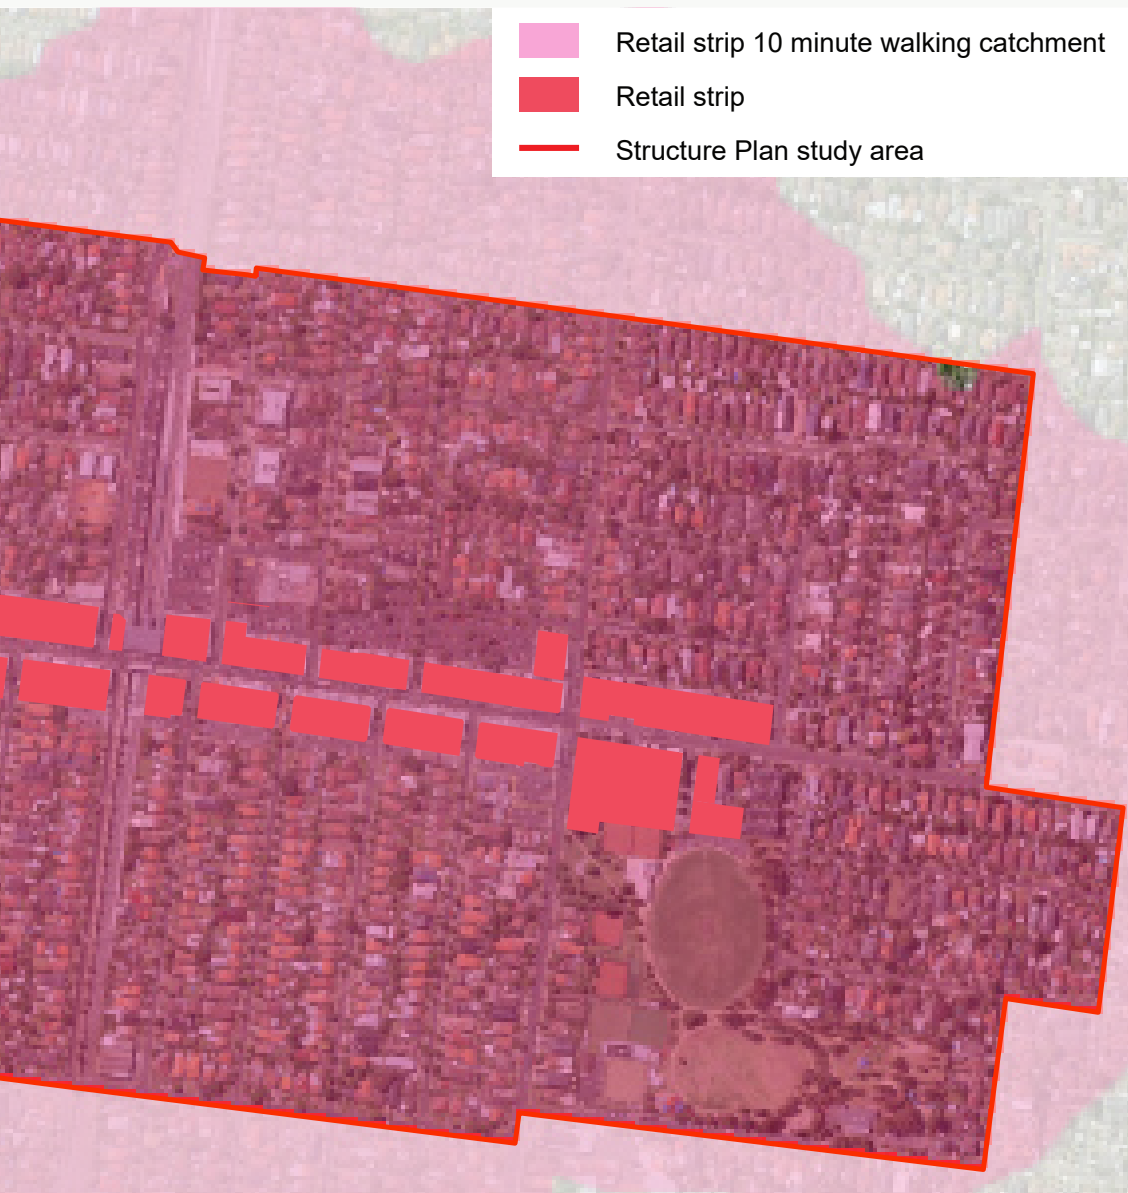 Retail strip 10 minute walking catchment
Retail strip
Structure Plan study area